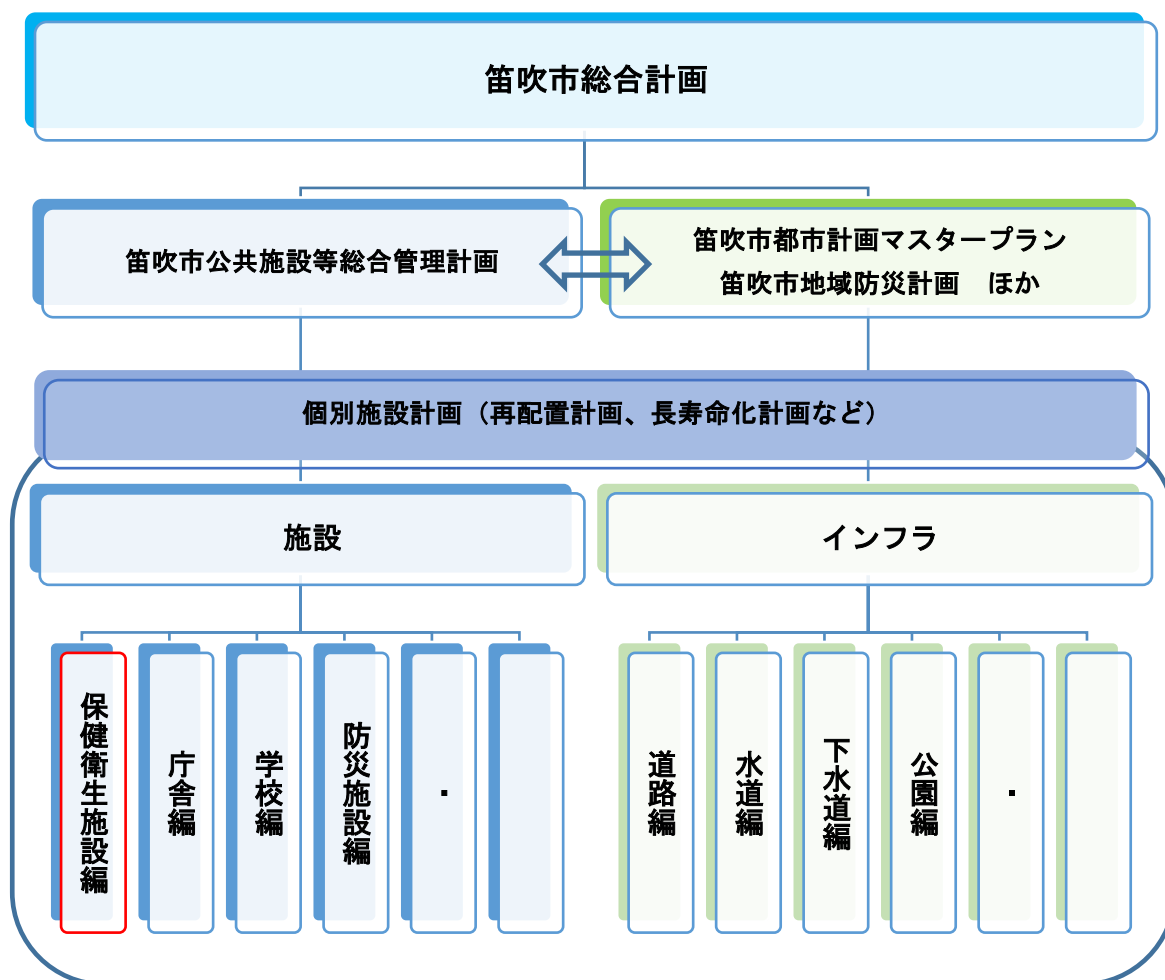 笛吹市総合計画
笛吹市公共施設等総合管理計画
笛吹市都市計画マスタープラン
笛吹市地域防災計画　ほか
個別施設計画（再配置計画、長寿命化計画など）
施設
インフラ
保健衛生施設編
庁舎編
学校編
防災施設編
・
道路編
水道編
下水道編
公園編
・